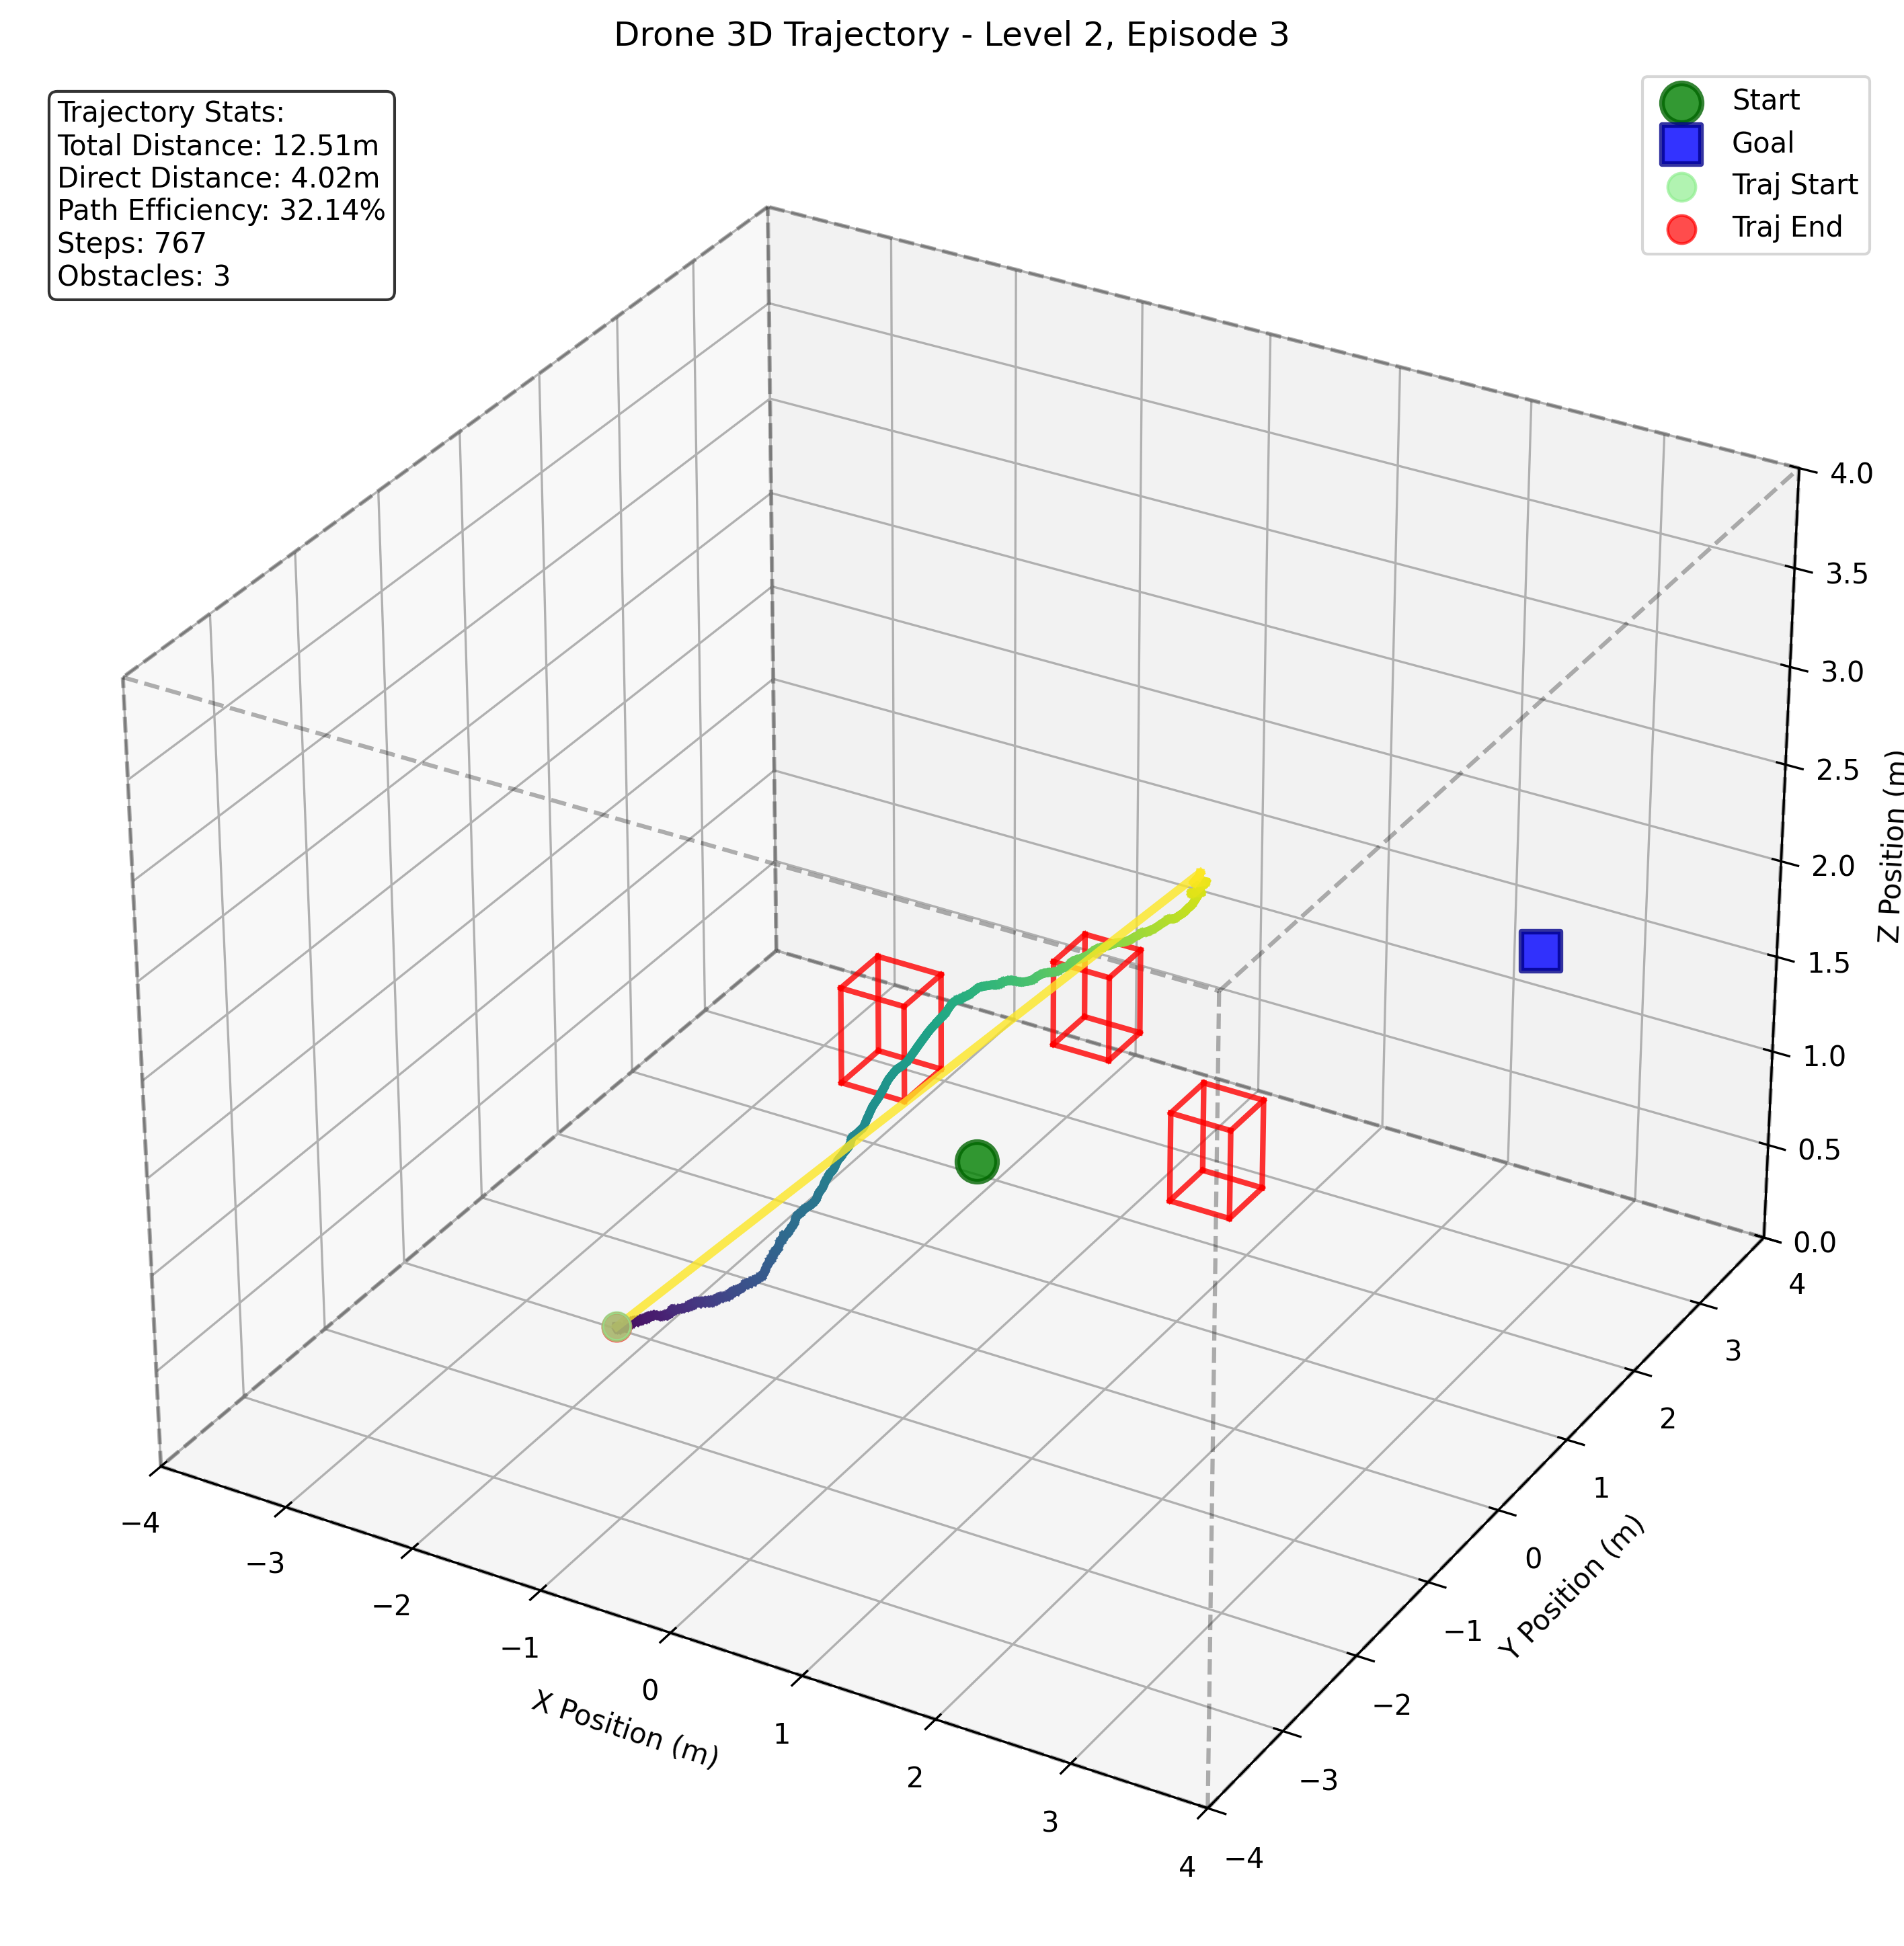 Drone 3D Trajectory - Level 2, Episode 3
Trajectory Stats:
Total Distance: 12.51m
Direct Distance: 4.02m
Path Efficiency: 32.14%
Steps: 767
Obstacles: 3
Start
Goal
Traj Start
Traj End
4.0
3.5
3.0
2.5
2.0
1.5
1.0
0.5
0.0
Z Position (m)
4
3
2
1
0
−1
−2
−3
−4
Y Position (m)
−4
−3
−2
−1
0
1
2
3
4
X Position (m)